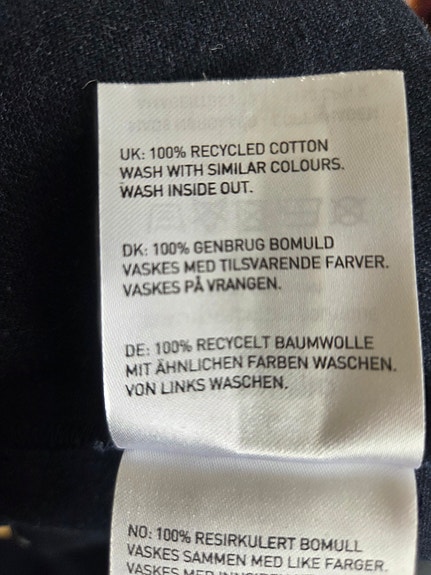 UK: 100% RECYCLED COTTON
WASH WITH SIMILAR COLOURS.
WASH INSIDE OUT.
DK: 100% GENBRUG BOMULD
VASKES MED TILSVARENDE FARVER.
VASKES PÅ VRANGEN.
DE: 100% RECYCELT BAUMWOLLE
MIT ÄHNLICHEN FARBEN WASCHEN.
VON LINKS WASCHEN.
NO: 100% RESIRKULERT BOMULL
VASKES SAMMEN MED LIKE FARGER.
VASKES MED